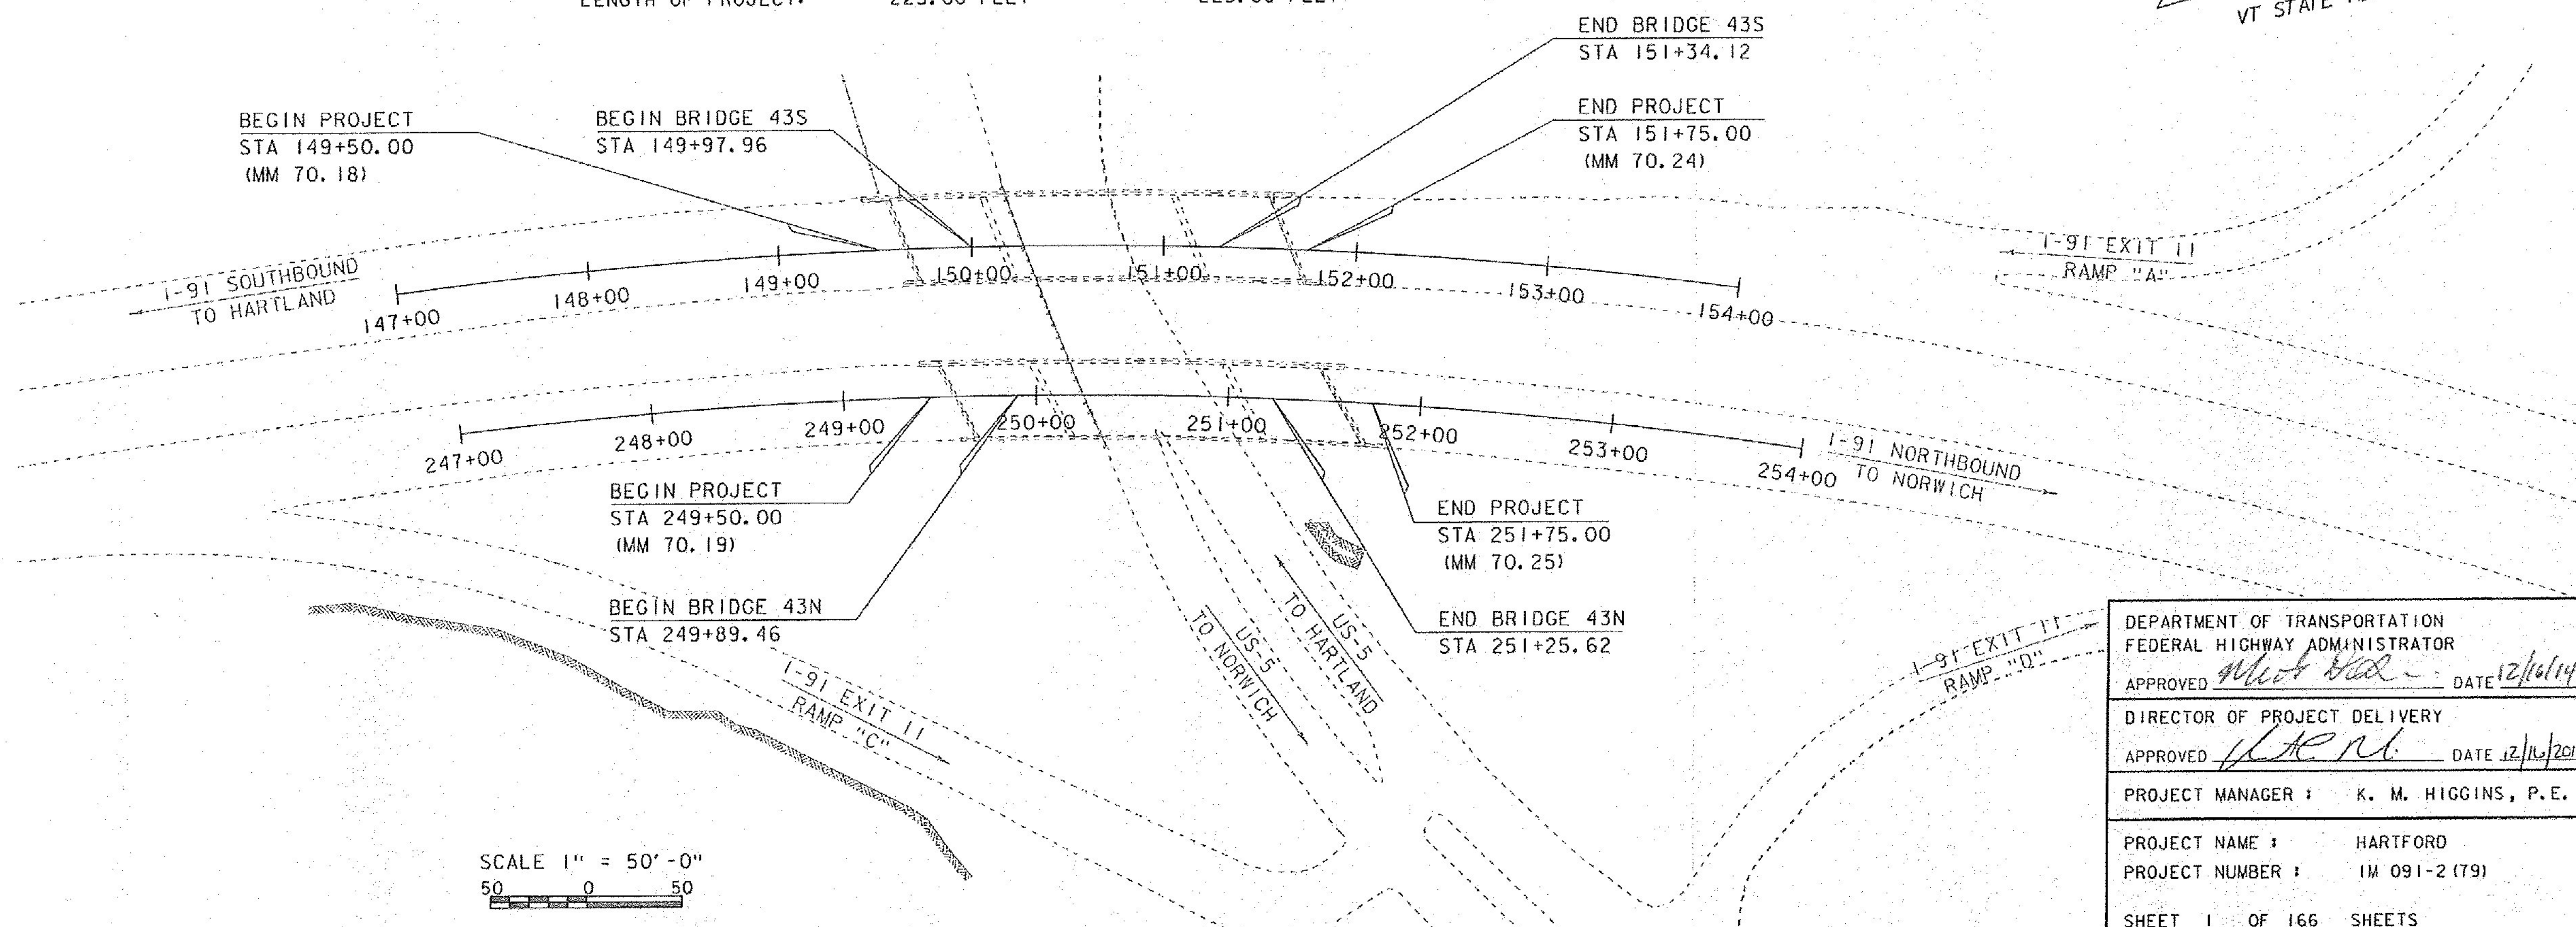 END BRIDGE 43S
STA 151+34.12
BEGIN PROJECT
STA 149+50.00
(MM 70.18)
BEGIN BRIDGE 43S
STA 149+97.96
END PROJECT
STA 151+75.00
(MM 70.24)
I-91 SOUTHBOUND
TO HARTLAND
147+00
148+00
149+00
150+00
151+00
152+00
153+00
154+00
I-91 EXIT 11
RAMP "A"
247+00
248+00
249+00
250+00
251+00
252+00
253+00
254+00
I-91 NORTHBOUND
TO NORWICH
BEGIN PROJECT
STA 249+50.00
(MM 70.19)
END PROJECT
STA 251+75.00
(MM 70.25)
BEGIN BRIDGE 43N
STA 249+89.46
END BRIDGE 43N
STA 251+25.62
US-5
TO NORWICH
US-5
TO HARTLAND
I-91 EXIT 11
RAMP "C"
I-91 EXIT 11
RAMP "D"
SCALE 1" = 50'-0"
50 0 50
DEPARTMENT OF TRANSPORTATION
FEDERAL HIGHWAY ADMINISTRATOR
APPROVED DATE 12/16/14
DIRECTOR OF PROJECT DELIVERY
APPROVED DATE 12/16/201
PROJECT MANAGER : K. M. HIGGINS, P.E.
PROJECT NAME : HARTFORD
PROJECT NUMBER : IM 091-2(79)
SHEET 1 OF 166 SHEETS